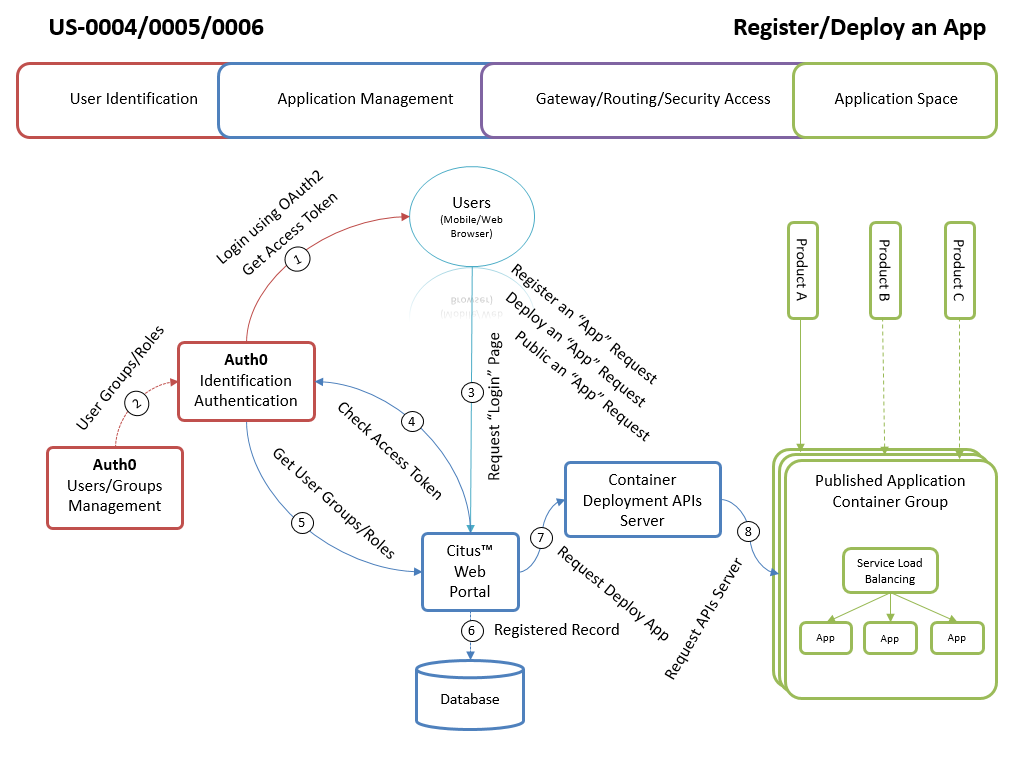 US-0004/0005/0006
Register/Deploy an App
User Identification
Application Management
Gateway/Routing/Security Access
Application Space
Login using OAuth2
Get Access Token
1
Users
(Mobile/Web
Browser)
Browser)
(Mobile/Web
Register an “App” Request
Deploy an “App” Request
Public an “App” Request
Product A
Product B
Product C
User Groups/Roles
2
Auth0
Identification
Authentication
3
Request “Login” Page
4
Check Access Token
Auth0
Users/Groups
Management
Get User Groups/Roles
5
Container
Deployment APIs
Server
Published Application
Container Group
Citus™
Web
Portal
7
Request Deploy App
8
Request APIs Server
Service Load
Balancing
App
App
App
6
Registered Record
Database